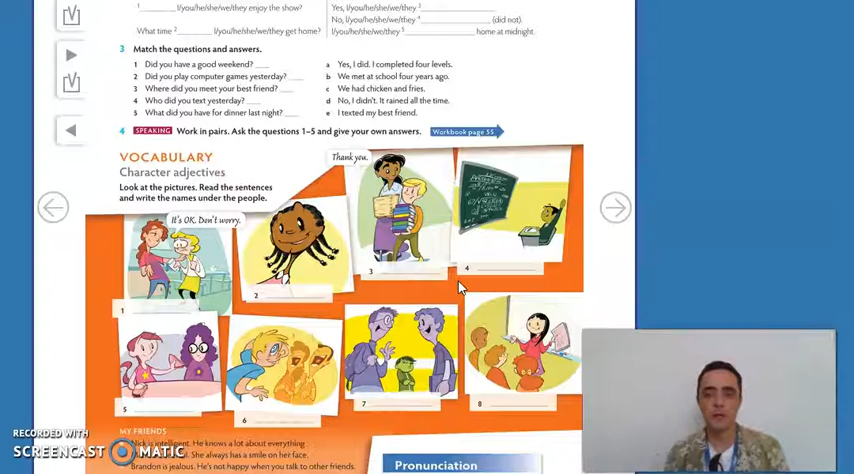 1 I/you/he/she/we/they enjoy the show?
Yes, I/you/he/she/we/they 3
No, I/you/he/she/we/they 4 (did not).
What time 2 I/you/he/she/we/they get home?
I/you/he/she/we/they 5 home at midnight.
3 Match the questions and answers.
1 Did you have a good weekend?
2 Did you play computer games yesterday?
3 Where did you meet your best friend?
4 Who did you text yesterday?
5 What did you have for dinner last night?
a Yes, I did. I completed four levels.
b We met at school four years ago.
c We had chicken and fries.
d No, I didn't. It rained all the time.
e I texted my best friend.
4 SPEAKING Work in pairs. Ask the questions 1–5 and give your own answers. Workbook page 55
VOCABULARY
Character adjectives
Look at the pictures. Read the sentences
and write the names under the people.
Thank you.
It's OK. Don't worry.
1
2
3
4
5
6
7
8
MY FRIENDS
Nick is intelligent. He knows a lot about everything
She always has a smile on her face.
Brandon is jealous. He's not happy when you talk to other friends.
Pronunciation
RECORDED WITH
SCREENCAST MATIC